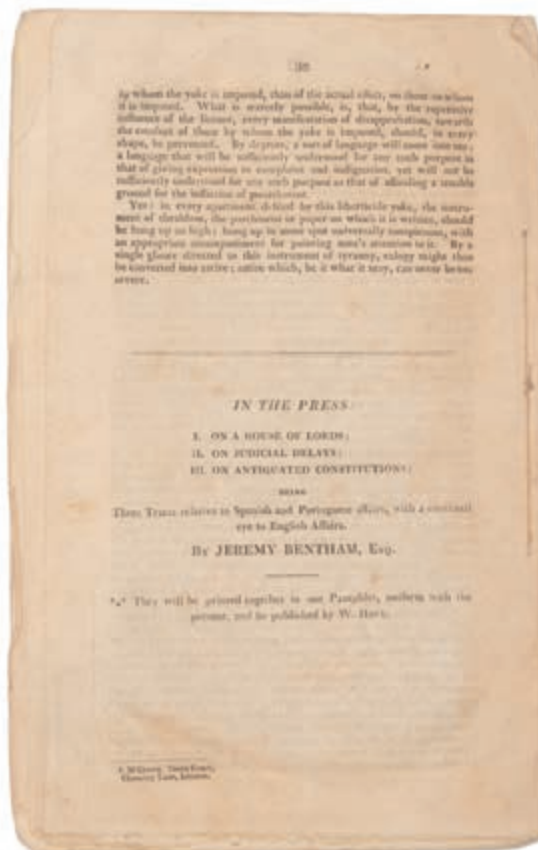 to whom the yoke is imposed, than of the actual effect, on those on whom
it is imposed. What is scarcely possible, is, that, by the repressive
influence of the licence, every manifestation of disapprobation, towards
the conduct of those by whom the yoke is imposed, should, in every
shape, be prevented. By degrees, a sort of language will come into use;
a language that will be sufficiently understood for any such purpose as
that of giving expression to complaint and indignation, yet will not be
sufficiently understood for any such purpose as that of affording a tenable
ground for the infliction of punishment.
Yet: in every apartment defiled by this liberticide yoke, the instru-
ment of thraldom, the parchment or paper on which it is written, should
be hung up on high; hung up in some spot universally conspicuous, with
an appropriate accompaniment for pointing men's attention to it. By a
single glance directed to this instrument of tyranny, eulogy might thus
be converted into satire; satire which, be it what it may, can never be too
severe.
IN THE PRESS
I. ON A HOUSE OF LORDS;
II. ON JUDICIAL DELAYS;
III. ON ANTIQUATED CONSTITUTIONS;
BEING
Three Tracts relative to Spanish and Portuguese affairs, with a continual
eye to English Affairs.
By JEREMY BENTHAM, Esq.
*.* They will be printed together in one Pamphlet, uniform with the
present, and be published by W. Hone.
Chancery Lane, London.